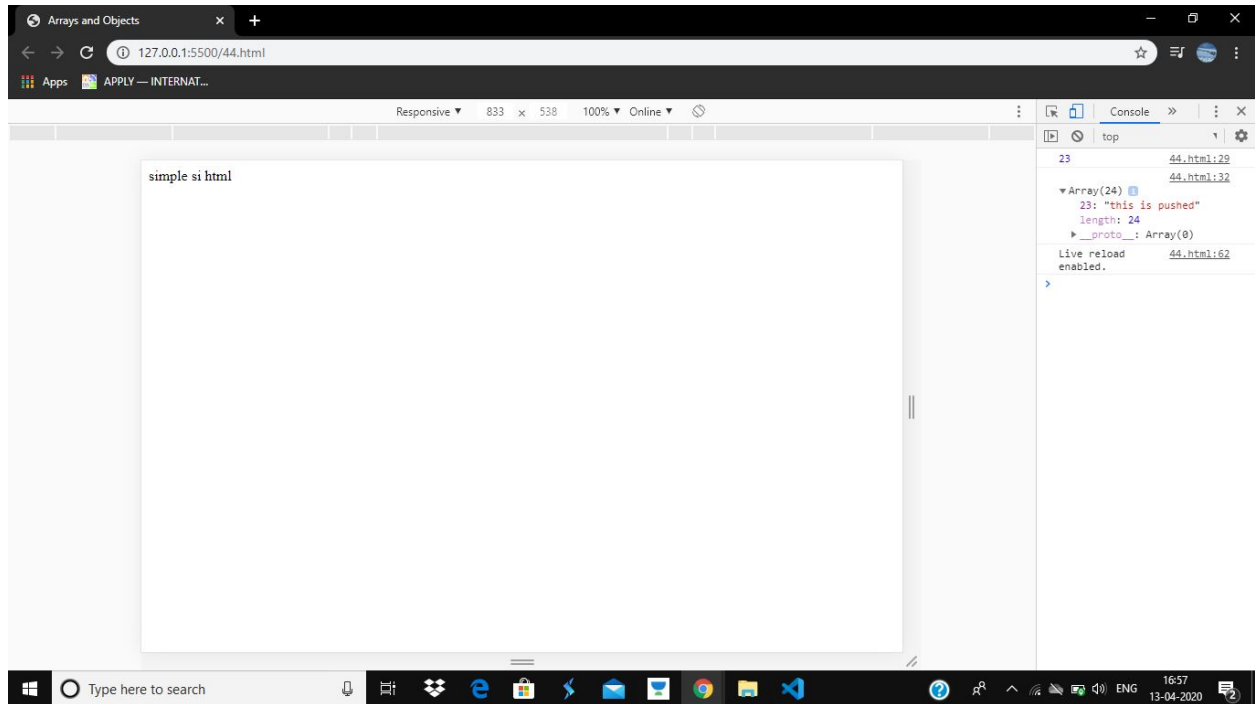 Arrays and Objects
127.0.0.1:5500/44.html
Apps APPLY — INTERNAT...
Responsive ▼ 833 x 538 100% ▼ Online ▼
Console »
top
23 44.html:29
44.html:32
▼Array(24)
23: "this is pushed"
length: 24
▶ __proto__: Array(0)
Live reload enabled. 44.html:62
>
simple si html
Type here to search
ENG
16:57
13-04-2020
2